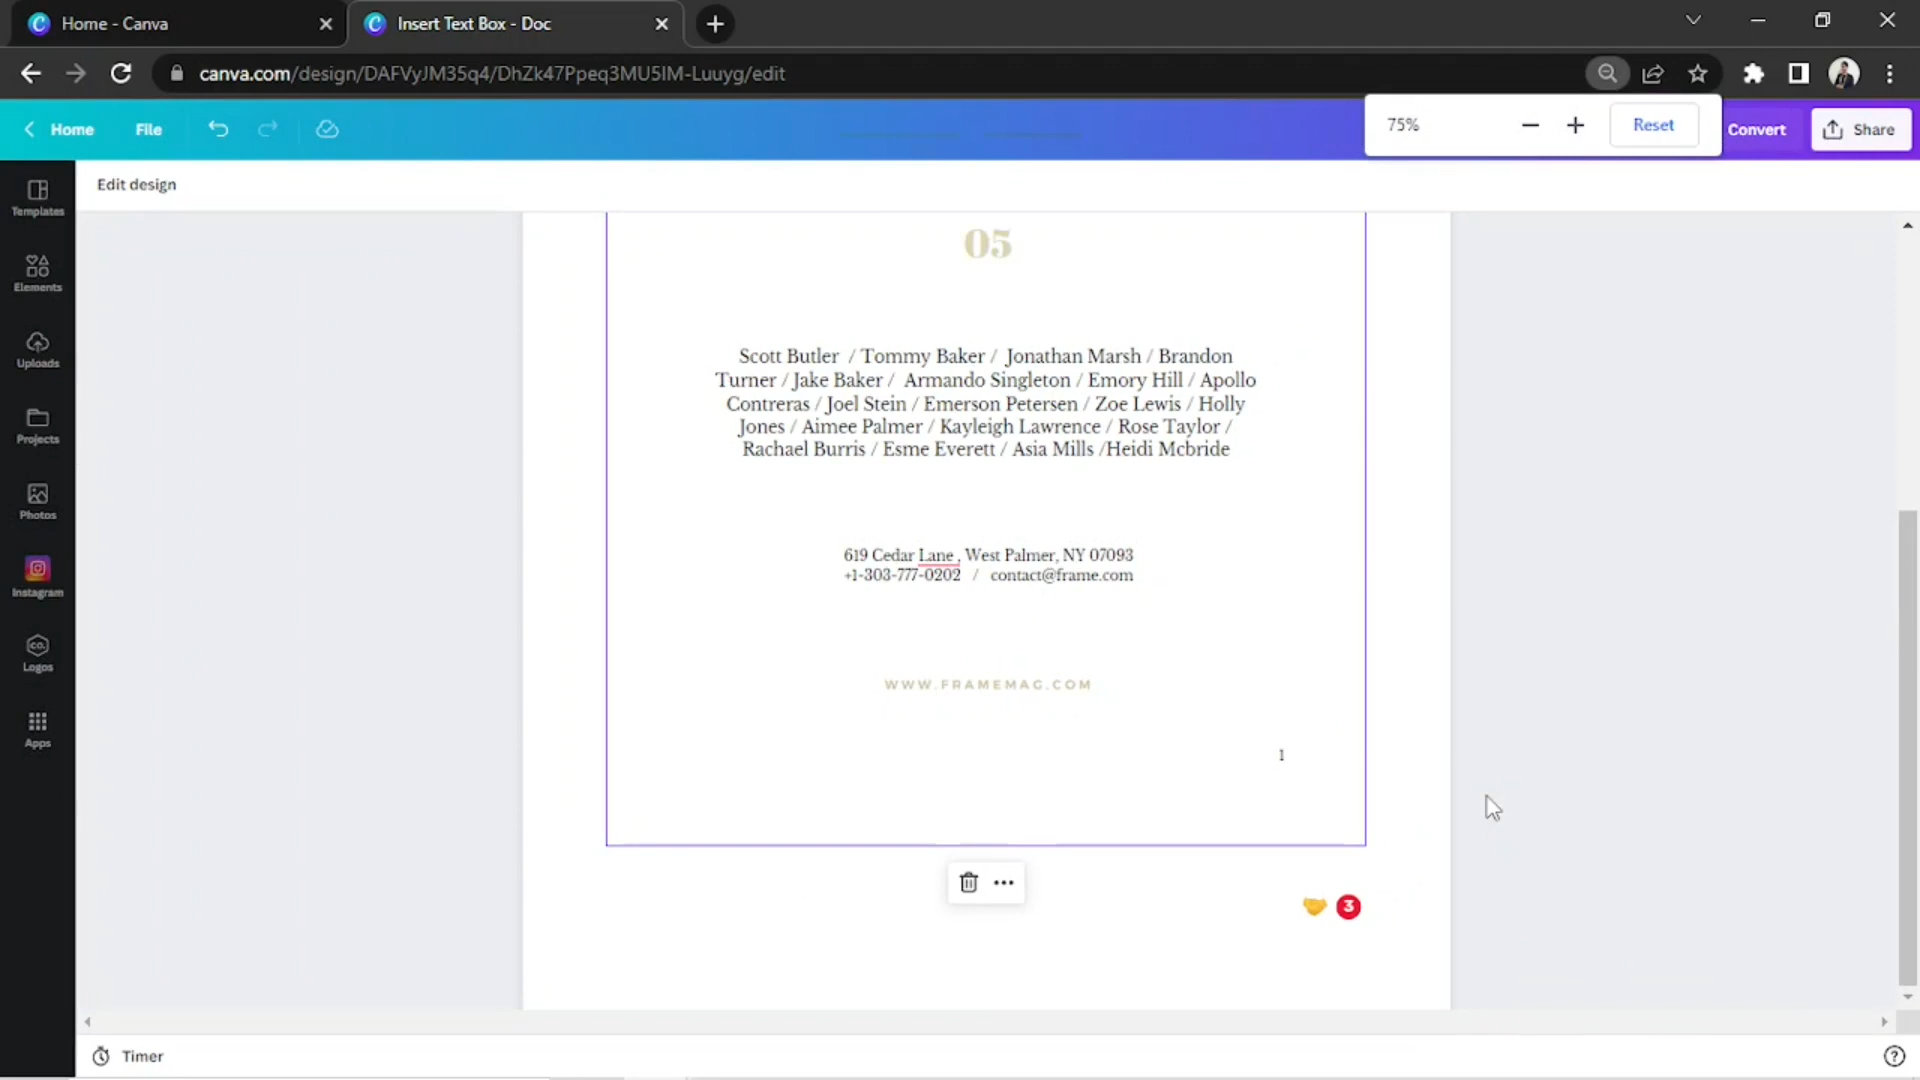 Home - Canva
Insert Text Box - Doc
canva.com/design/DAFVyJM35q4/DhZk47Ppeq3MU5IM-Luuyg/edit
Home
File
75%
Reset
Convert
Share
Edit design
Templates
Elements
Uploads
Projects
Photos
Instagram
CO.
Logos
Apps
05
Scott Butler / Tommy Baker / Jonathan Marsh / Brandon
Turner / Jake Baker / Armando Singleton / Emory Hill / Apollo
Contreras / Joel Stein / Emerson Petersen / Zoe Lewis / Holly
Jones / Aimee Palmer / Kayleigh Lawrence / Rose Taylor /
Rachael Burris / Esme Everett / Asia Mills /Heidi Mcbride
619 Cedar Lane , West Palmer, NY 07093
+1-303-777-0202 / contact@frame.com
WWW.FRAMEMAG.COM
1
3
Timer